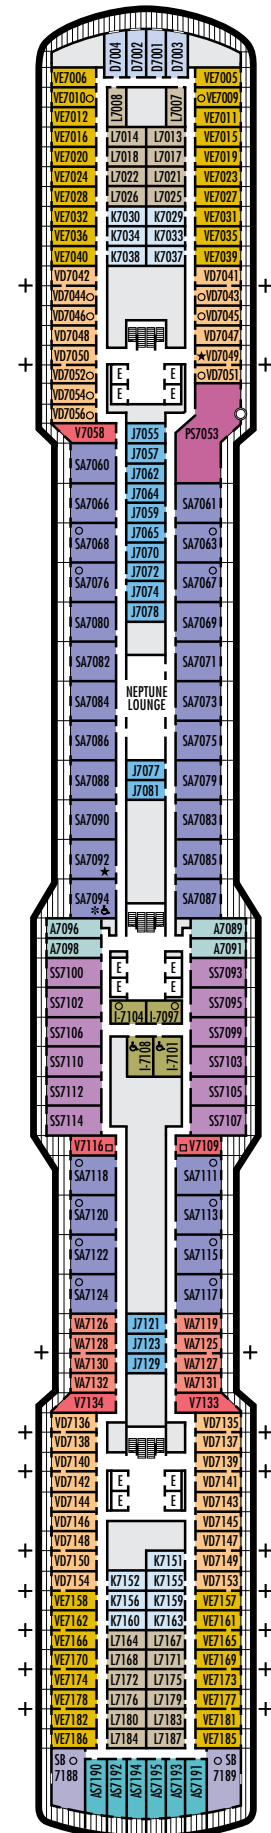 D7004 D7002 D7001 D7003
VE7006 VE7005
VE7010 L7008 L7007 VE7009
VE7012 VE7011
VE7016 L7014 L7013 VE7015
VE7020 L7018 L7017 VE7019
VE7024 L7022 L7021 VE7023
VE7028 L7026 L7025 VE7027
VE7032 K7030 K7029 VE7031
VE7036 K7034 K7033 VE7035
VE7040 K7038 K7037 VE7039
VD7042 VD7041
VD7044 VD7043
VD7046 VD7045
VD7048 VD7047
VD7050 ★VD7049
VD7052 E E VD7051
VD7054 E E
VD7056
V7058 J7055 PS7053
SA7060 J7057
J7062
SA7066 J7064 SA7061
J7059
SA7068 J7065 SA7063
J7070
SA7076 J7072 SA7067
J7074
SA7080 J7078 SA7069
SA7082 SA7071
SA7084 NEPTUNE SA7073
LOUNGE
SA7086 SA7075
SA7088 J7077 SA7079
J7081
SA7090 SA7083
SA7092 SA7085
★
SA7094 SA7087
✻♿
A7096 A7089
A7098 A7091
SS7100 E E SS7093
E E
SS7102 I-7104 I-7097 SS7095
SS7106 SS7099
SS7110 ♿I-7108 ♿I-7101 SS7103
SS7112 SS7105
SS7114 SS7107
V7116 V7109
SA7118 SA7111
SA7120 SA7113
SA7122 SA7115
SA7124 SA7117
VA7126 J7121 VA7119
VA7128 J7123 VA7125
VA7130 J7129 VA7127
VA7132 VA7131
V7134 V7133
VD7136 VD7135
VD7138 VD7137
VD7140 VD7139
VD7142 E E VD7141
VD7144 E E VD7143
VD7146 VD7145
VD7148 VD7147
VD7150 K7151 VD7149
VD7154 K7152 K7155 VD7153
VE7158 K7156 K7159 VE7157
VE7162 K7160 K7163 VE7161
VE7166 L7164 L7167 VE7165
VE7170 L7168 L7171 VE7169
VE7174 L7172 L7175 VE7173
VE7178 L7176 L7179 VE7177
VE7182 L7180 L7183 VE7181
VE7186 L7184 L7187 VE7185
SB SB
7188 7189
AS7190 AS7192 AS7194 AS7195 AS7193 AS7191